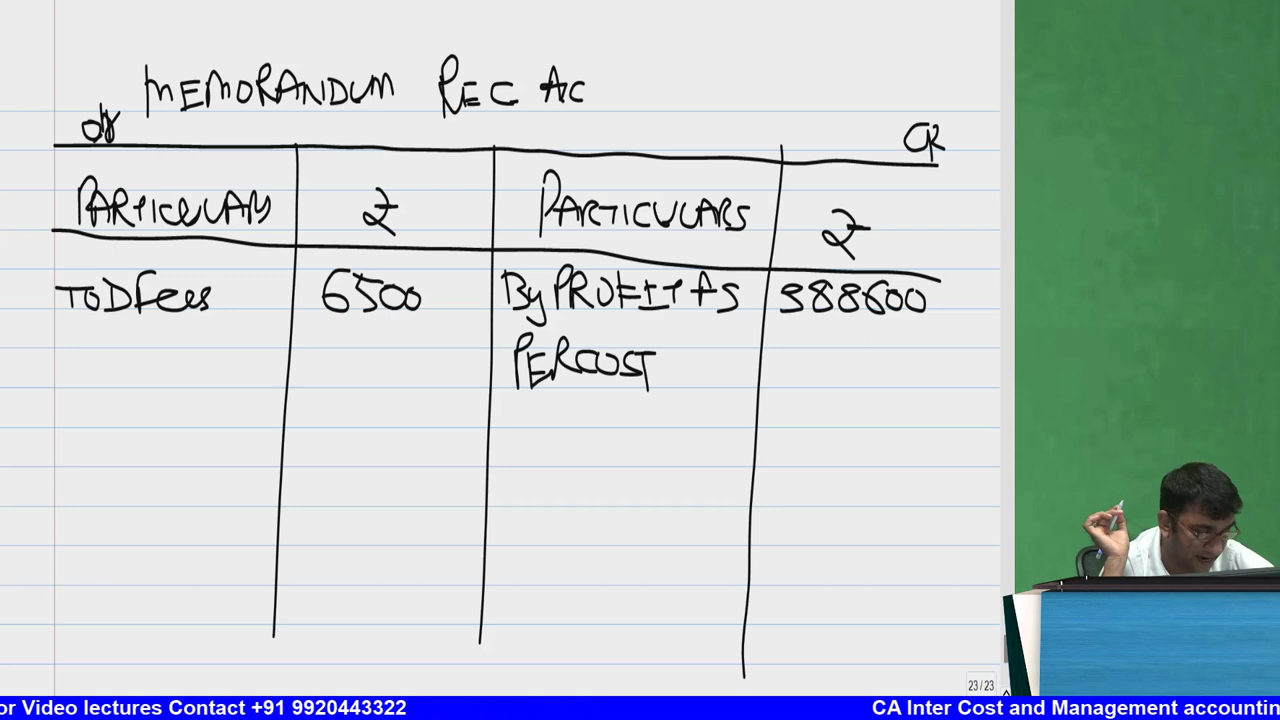 MEMORANDUM REC AC
dr CR
PARTICULARS ₹ PARTICULARS ₹
TO D Fees 6500 By PROFIT AS 388600
PER COST
23/23
or Video lectures Contact +91 9920443322 CA Inter Cost and Management accountin